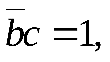 b̅c = 1,